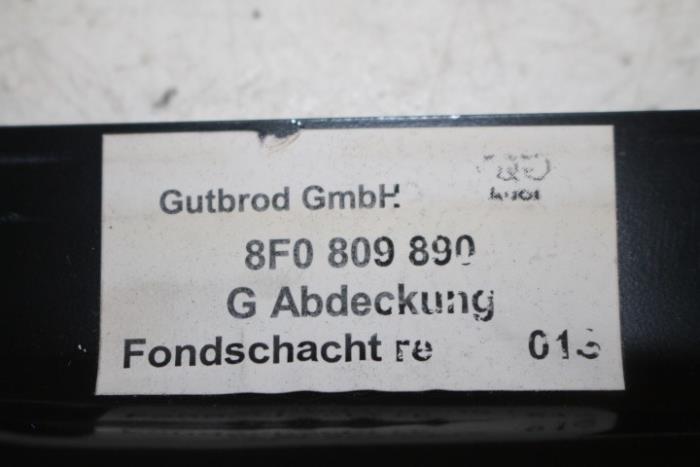 Gutbrod GmbH
8F0 809 890
G Abdeckung
Fondschacht re